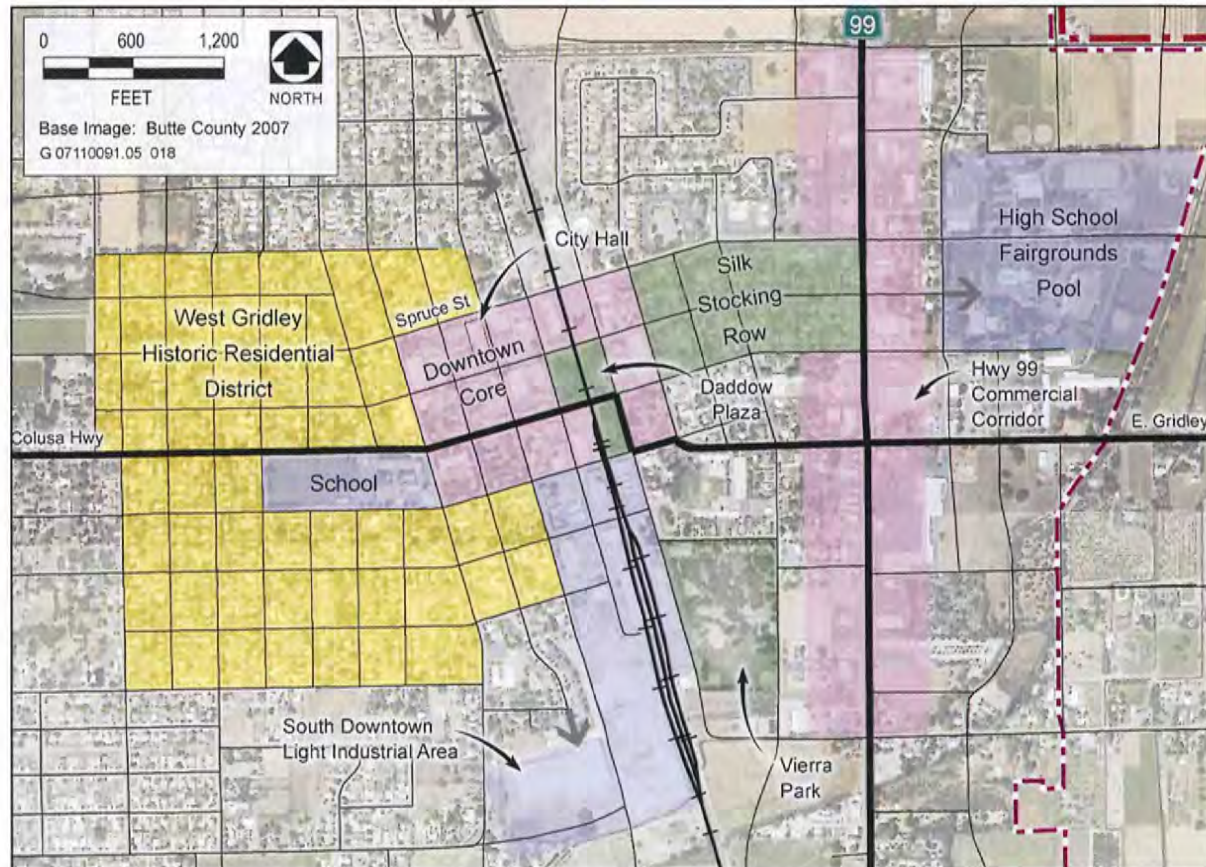 0 600 1,200
FEET
NORTH
Base Image: Butte County 2007
G 07110091.05 018
99
City Hall
High School
Fairgrounds
Pool
Silk
Stocking
Row
West Gridley
Historic Residential
District
Spruce St
Downtown
Core
Daddow
Plaza
Hwy 99
Commercial
Corridor
Colusa Hwy
E. Gridley
School
South Downtown
Light Industrial Area
Vierra
Park